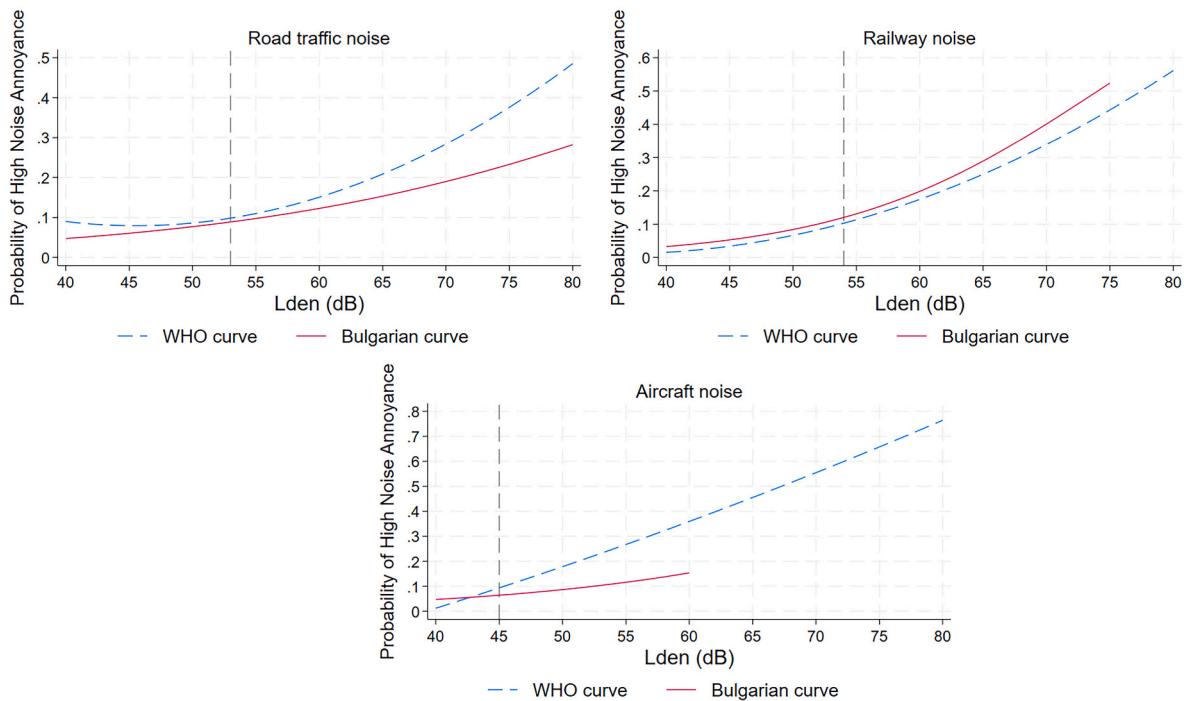 Road traffic noise
Probability of High Noise Annoyance
.5
.4
.3
.2
.1
0
40 45 50 55 60 65 70 75 80
Lden (dB)
WHO curve Bulgarian curve
Railway noise
Probability of High Noise Annoyance
.6
.5
.4
.3
.2
.1
0
40 45 50 55 60 65 70 75 80
Lden (dB)
WHO curve Bulgarian curve
Aircraft noise
Probability of High Noise Annoyance
.8
.7
.6
.5
.4
.3
.2
.1
0
40 45 50 55 60 65 70 75 80
Lden (dB)
WHO curve Bulgarian curve